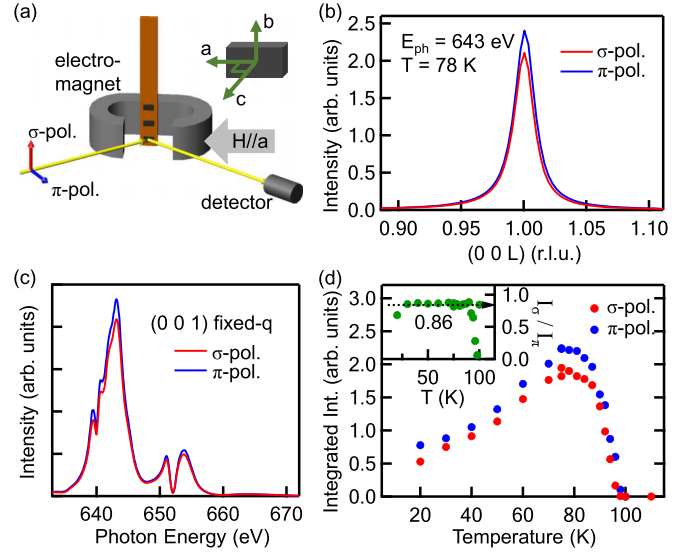 (a)
electro-
magnet
b
a
c
σ-pol.
π-pol.
H//a
detector
(b)
Intensity (arb. units)
2.5
2.0
1.5
1.0
0.5
0.0
E_ph = 643 eV
T = 78 K
σ-pol.
π-pol.
0.90
0.95
1.00
1.05
1.10
(0 0 L) (r.l.u.)
(c)
Intensity (arb. units)
(0 0 1) fixed-q
σ-pol.
π-pol.
640
650
660
670
Photon Energy (eV)
(d)
Integrated Int. (arb. units)
3.0
2.5
2.0
1.5
1.0
0.5
0.0
0.86
1.0
0.5
0.0
I_σ / I_π
50
100
T (K)
σ-pol.
π-pol.
20
40
60
80
100
Temperature (K)